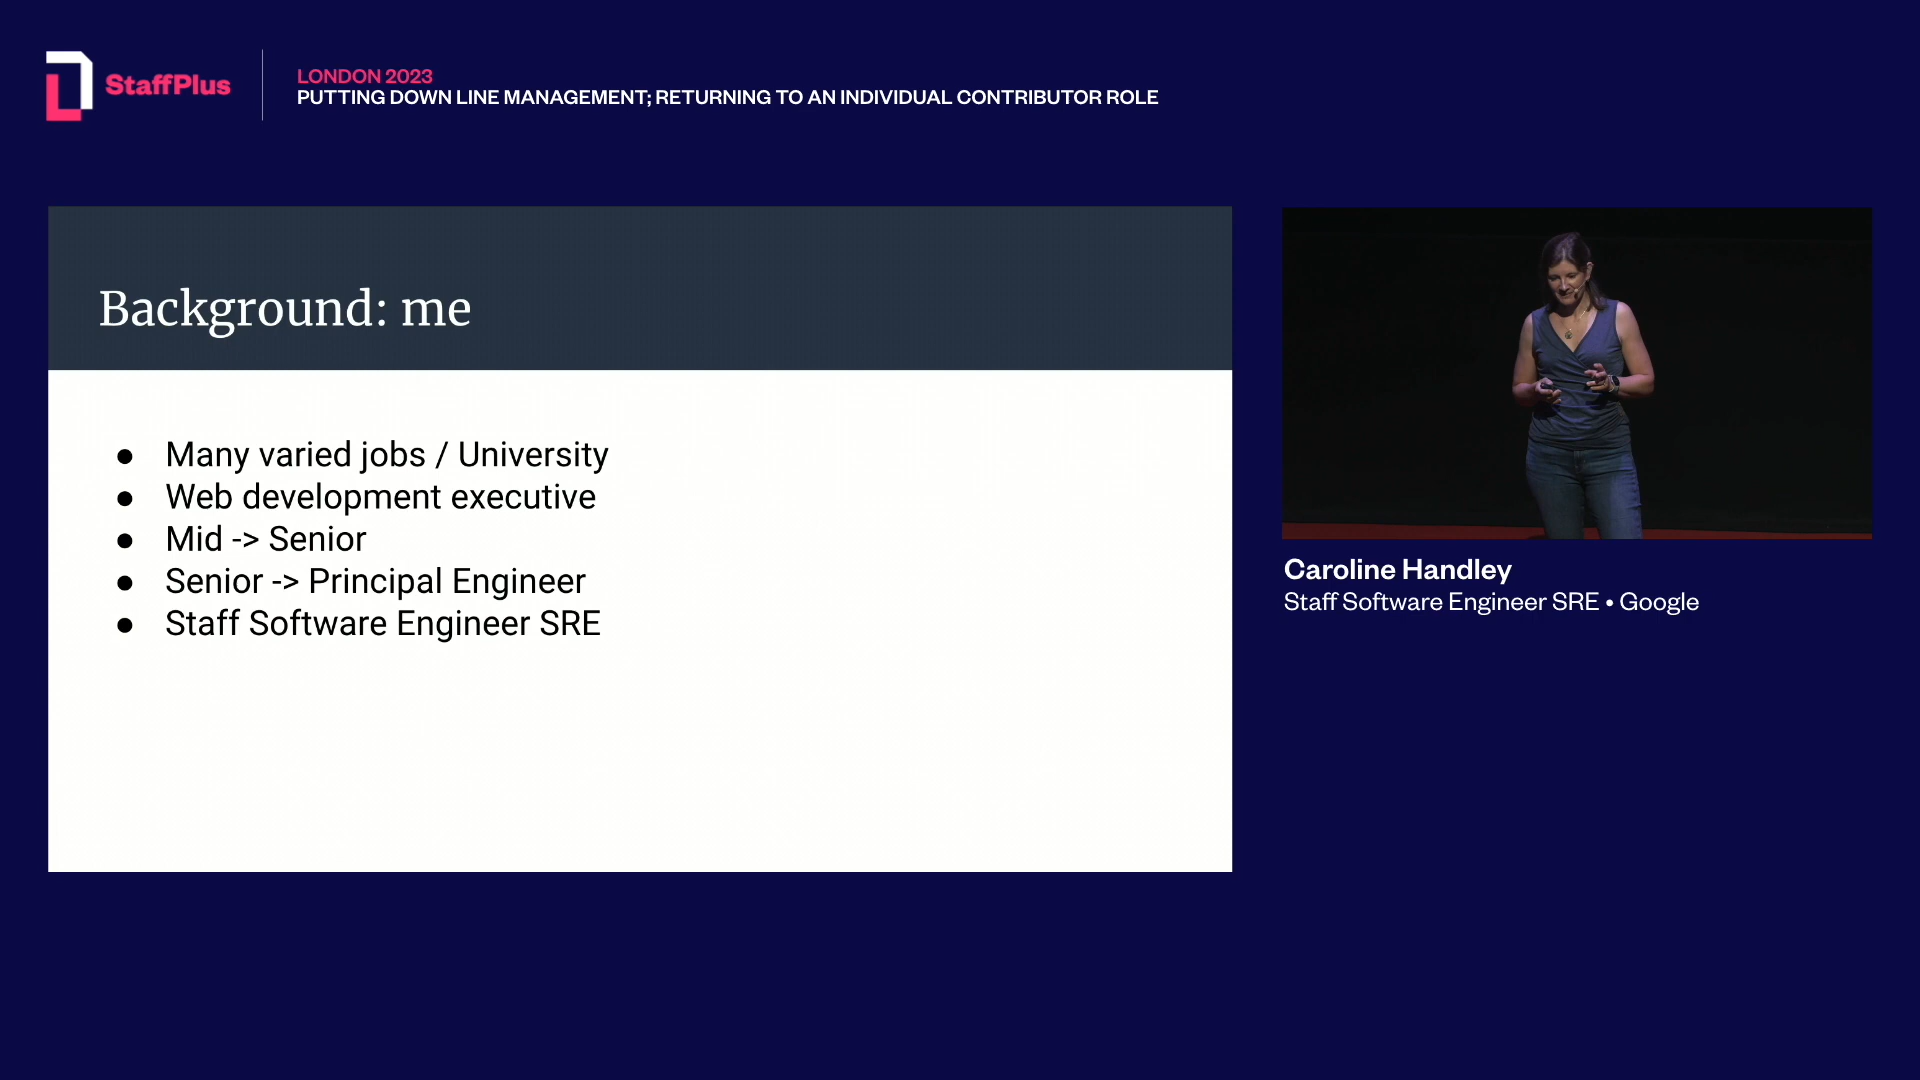 StaffPlus
LONDON 2023
PUTTING DOWN LINE MANAGEMENT; RETURNING TO AN INDIVIDUAL CONTRIBUTOR ROLE
Background: me
● Many varied jobs / University
● Web development executive
● Mid -> Senior
● Senior -> Principal Engineer
● Staff Software Engineer SRE
Caroline Handley
Staff Software Engineer SRE • Google